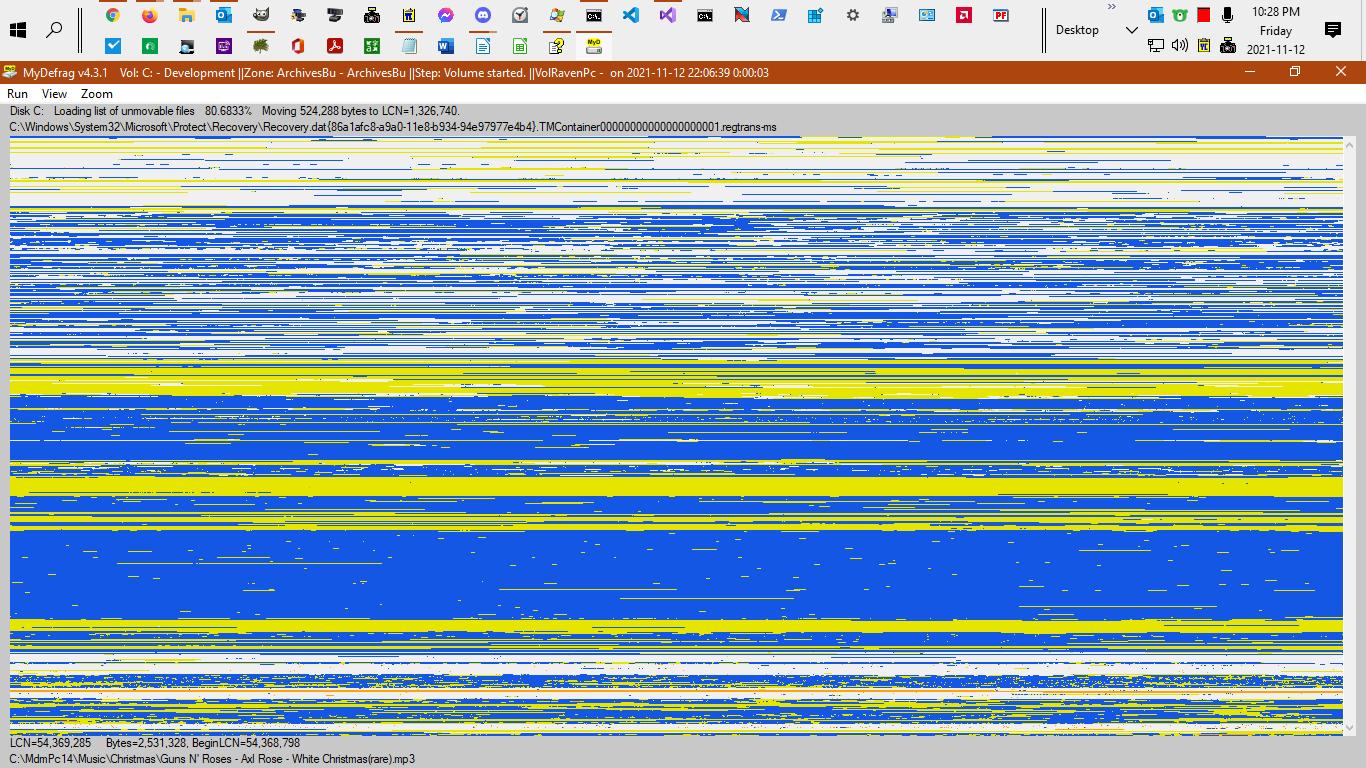 10:28 PM
Desktop
Friday
2021-11-12
MyDefrag v4.3.1 Vol: C: - Development ||Zone: ArchivesBu - ArchivesBu ||Step: Volume started. ||VolRavenPc - on 2021-11-12 22:06:39 0:00:03
Run View Zoom
Disk C: Loading list of unmovable files 80.6833% Moving 524,288 bytes to LCN=1,326,740.
C:\Windows\System32\Microsoft\Protect\Recovery\Recovery.dat{86a1afc8-a9a0-11e8-b934-94e97977e4b4}.TMContainer00000000000000000001.regtrans-ms
LCN=54,369,285 Bytes=2,531,328, BeginLCN=54,368,798
C:\MdmPc14\Music\Christmas\Guns N' Roses - Axl Rose - White Christmas(rare).mp3